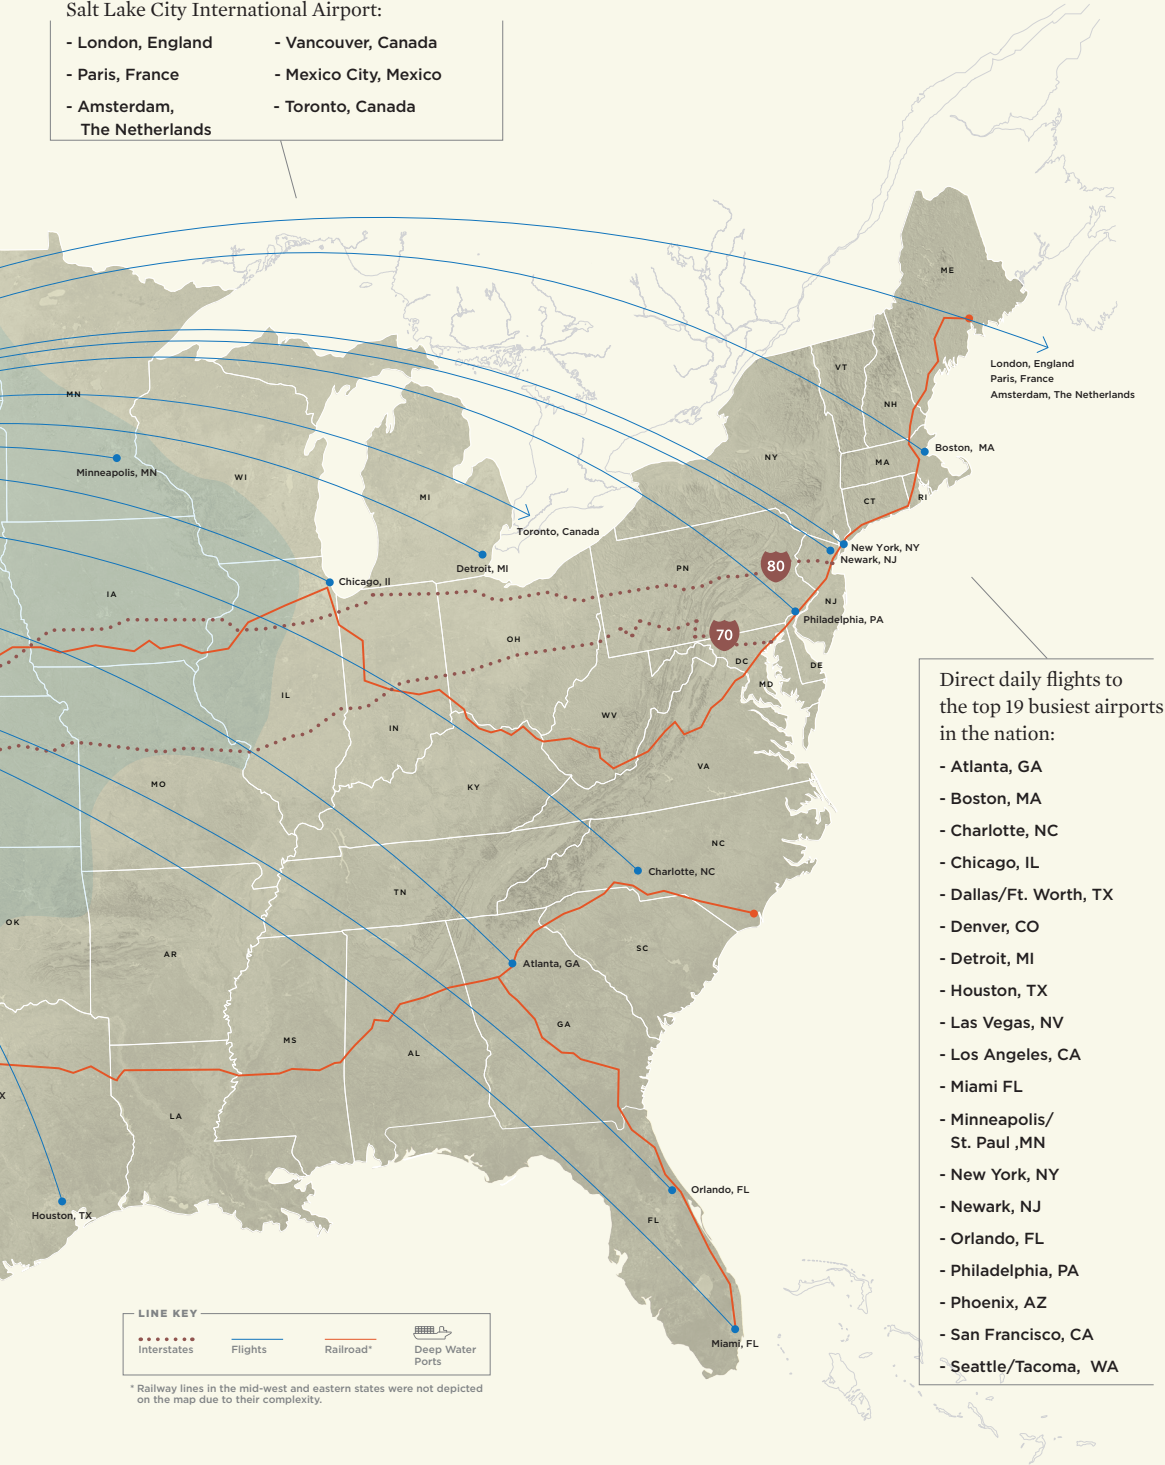 Salt Lake City International Airport:
- London, England
- Vancouver, Canada
- Paris, France
- Mexico City, Mexico
- Amsterdam,
The Netherlands
- Toronto, Canada
ME
London, England
Paris, France
Amsterdam, The Netherlands
VT
NH
MN
Minneapolis, MN
WI
MI
NY
MA
Boston, MA
CT
RI
Toronto, Canada
Detroit, MI
New York, NY
Newark, NJ
80
PN
Chicago, Il
IA
NJ
Philadelphia, PA
70
OH
DC
DE
MD
IL
IN
WV
VA
MO
KY
NC
Charlotte, NC
TN
OK
AR
SC
Atlanta, GA
GA
MS
AL
X
LA
Houston, TX
Orlando, FL
FL
Miami, FL
Direct daily flights to
the top 19 busiest airports
in the nation:
- Atlanta, GA
- Boston, MA
- Charlotte, NC
- Chicago, IL
- Dallas/Ft. Worth, TX
- Denver, CO
- Detroit, MI
- Houston, TX
- Las Vegas, NV
- Los Angeles, CA
- Miami FL
- Minneapolis/
St. Paul ,MN
- New York, NY
- Newark, NJ
- Orlando, FL
- Philadelphia, PA
- Phoenix, AZ
- San Francisco, CA
- Seattle/Tacoma, WA
LINE KEY
Interstates
Flights
Railroad*
Deep Water
Ports
* Railway lines in the mid-west and eastern states were not depicted
on the map due to their complexity.